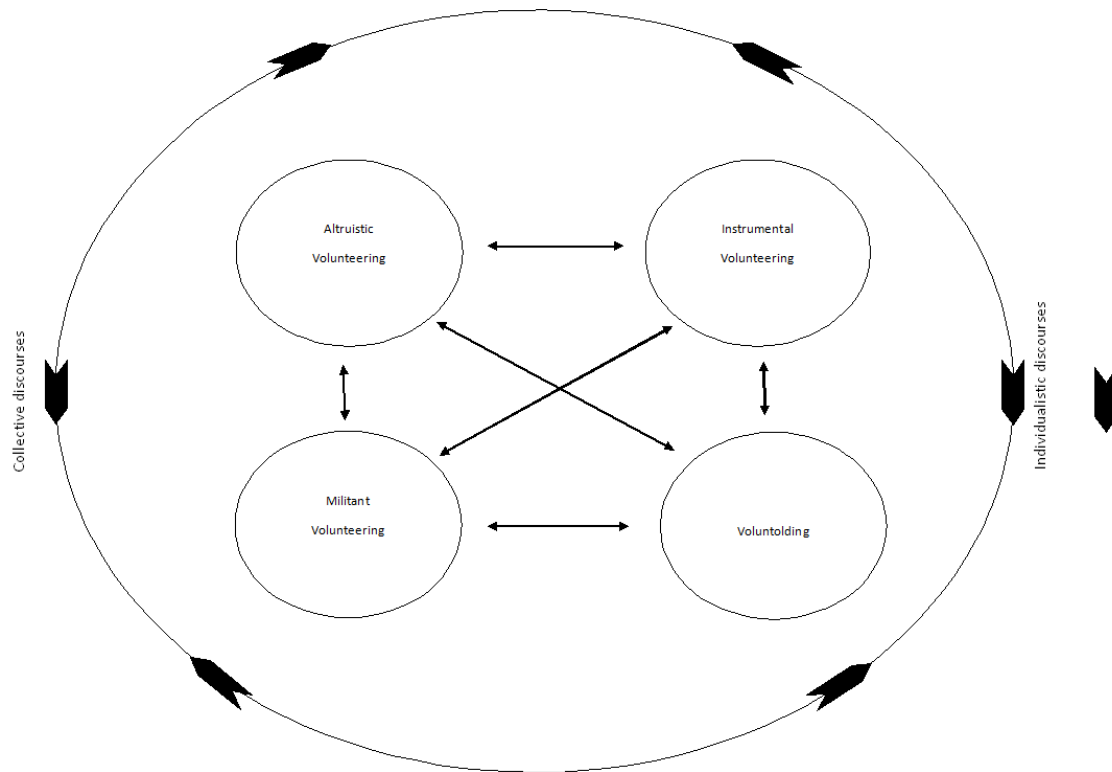 Altruistic
Volunteering
Instrumental
Volunteering
Collective discourses
Individualistic discourses
Militant
Volunteering
Voluntolding